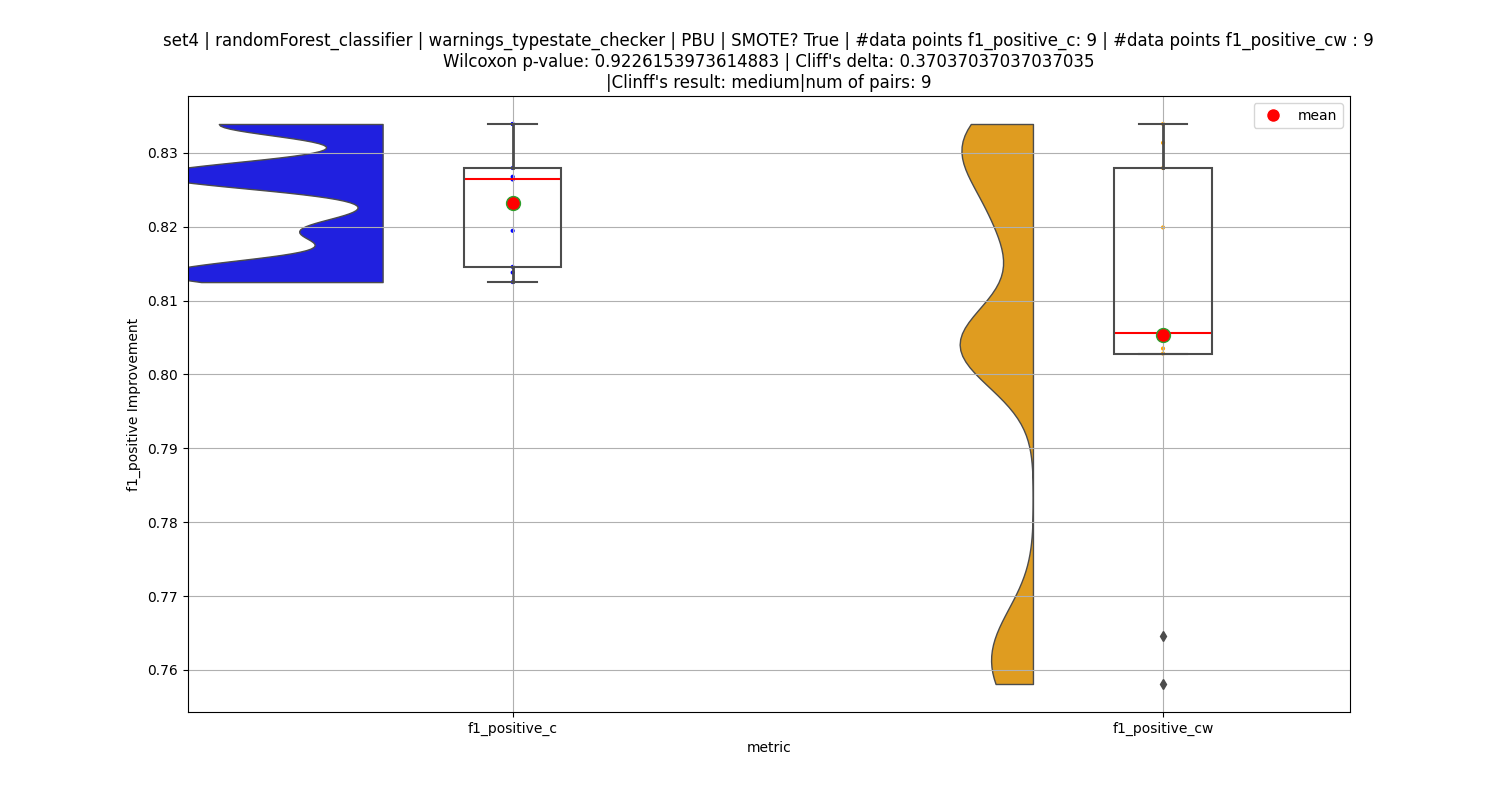 set4 | randomForest_classifier | warnings_typestate_checker | PBU | SMOTE? True | #data points f1_positive_c: 9 | #data points f1_positive_cw : 9
Wilcoxon p-value: 0.9226153973614883 | Cliff's delta: 0.37037037037037035
|Clinff's result: medium|num of pairs: 9
mean
0.83
0.82
0.81
0.80
0.79
0.78
0.77
0.76
f1_positive Improvement
f1_positive_c
f1_positive_cw
metric